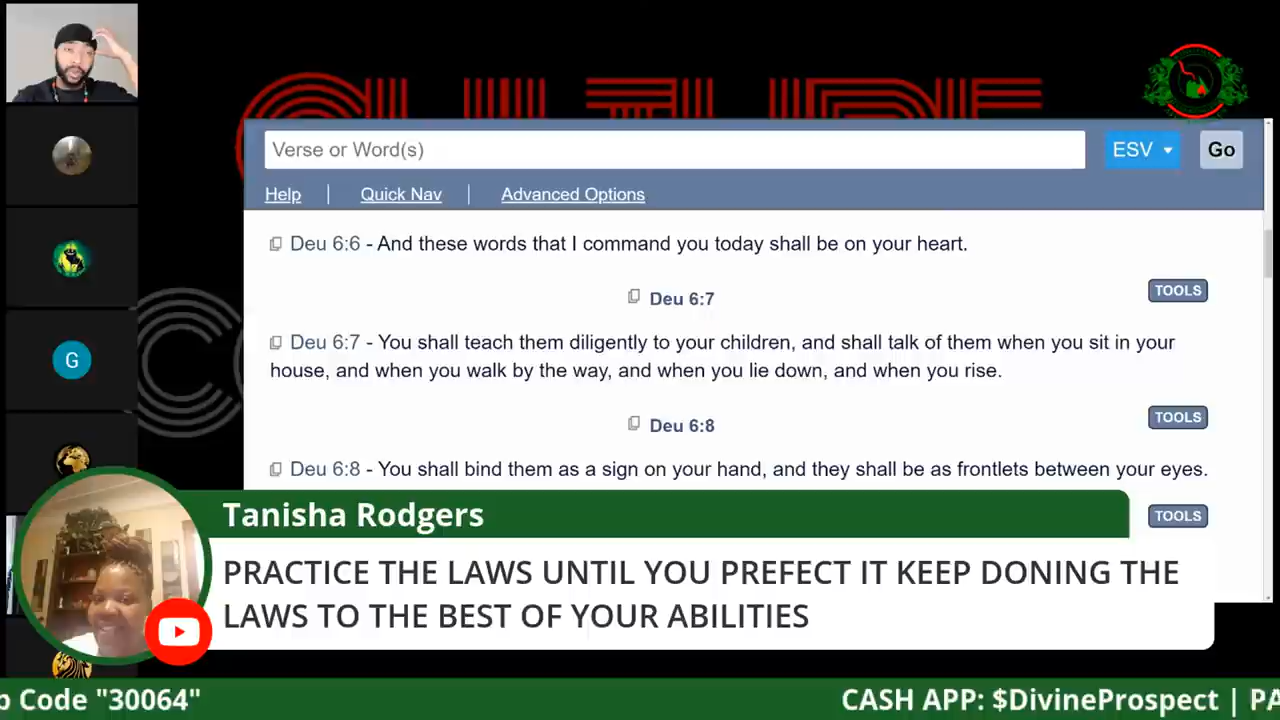 Verse or Word(s)
ESV
Go
Help | Quick Nav | Advanced Options
Deu 6:6 - And these words that I command you today shall be on your heart.
Deu 6:7
TOOLS
Deu 6:7 - You shall teach them diligently to your children, and shall talk of them when you sit in your
house, and when you walk by the way, and when you lie down, and when you rise.
Deu 6:8
TOOLS
Deu 6:8 - You shall bind them as a sign on your hand, and they shall be as frontlets between your eyes.
TOOLS
G
Tanisha Rodgers
PRACTICE THE LAWS UNTIL YOU PREFECT IT KEEP DONING THE
LAWS TO THE BEST OF YOUR ABILITIES
p Code "30064"
CASH APP: $DivineProspect | PA